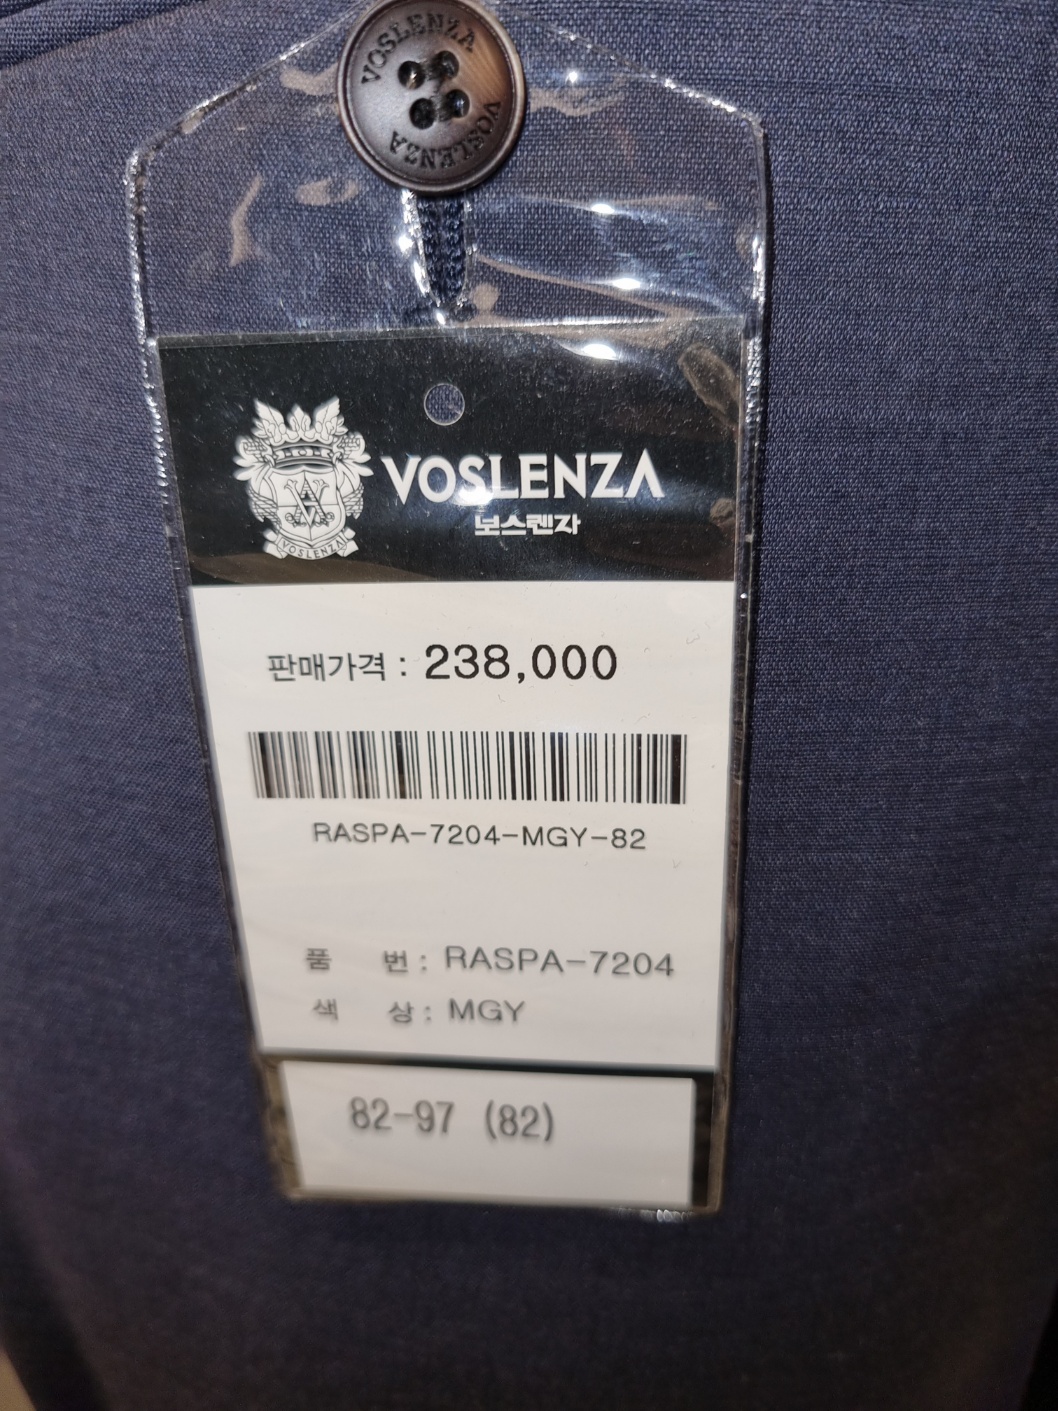 VOSLENZA
VOSLENZA
VOSLENZA
VOSLENZA
보스렌자
판매가격 : 238,000
RASPA-7204-MGY-82
품 번 : RASPA-7204
색 상 : MGY
82-97 (82)